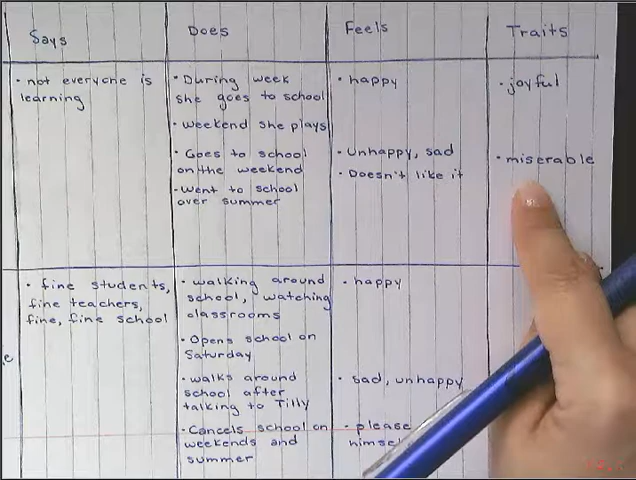 Says
Does
Feels
Traits
• not everyone is
learning
• During week
she goes to school
• weekend she plays
• Goes to school
on the weekend
• Went to school
over summer
• happy
• Unhappy, sad
• Doesn't like it
• joyful
• miserable
• fine students,
fine teachers,
fine, fine school
• walking around
school, watching
classrooms
• Opens school on
Saturday
• walks around
school after
talking to Tilly
• Cancels school on
weekends and
summer
• happy
• sad, unhappy
• please